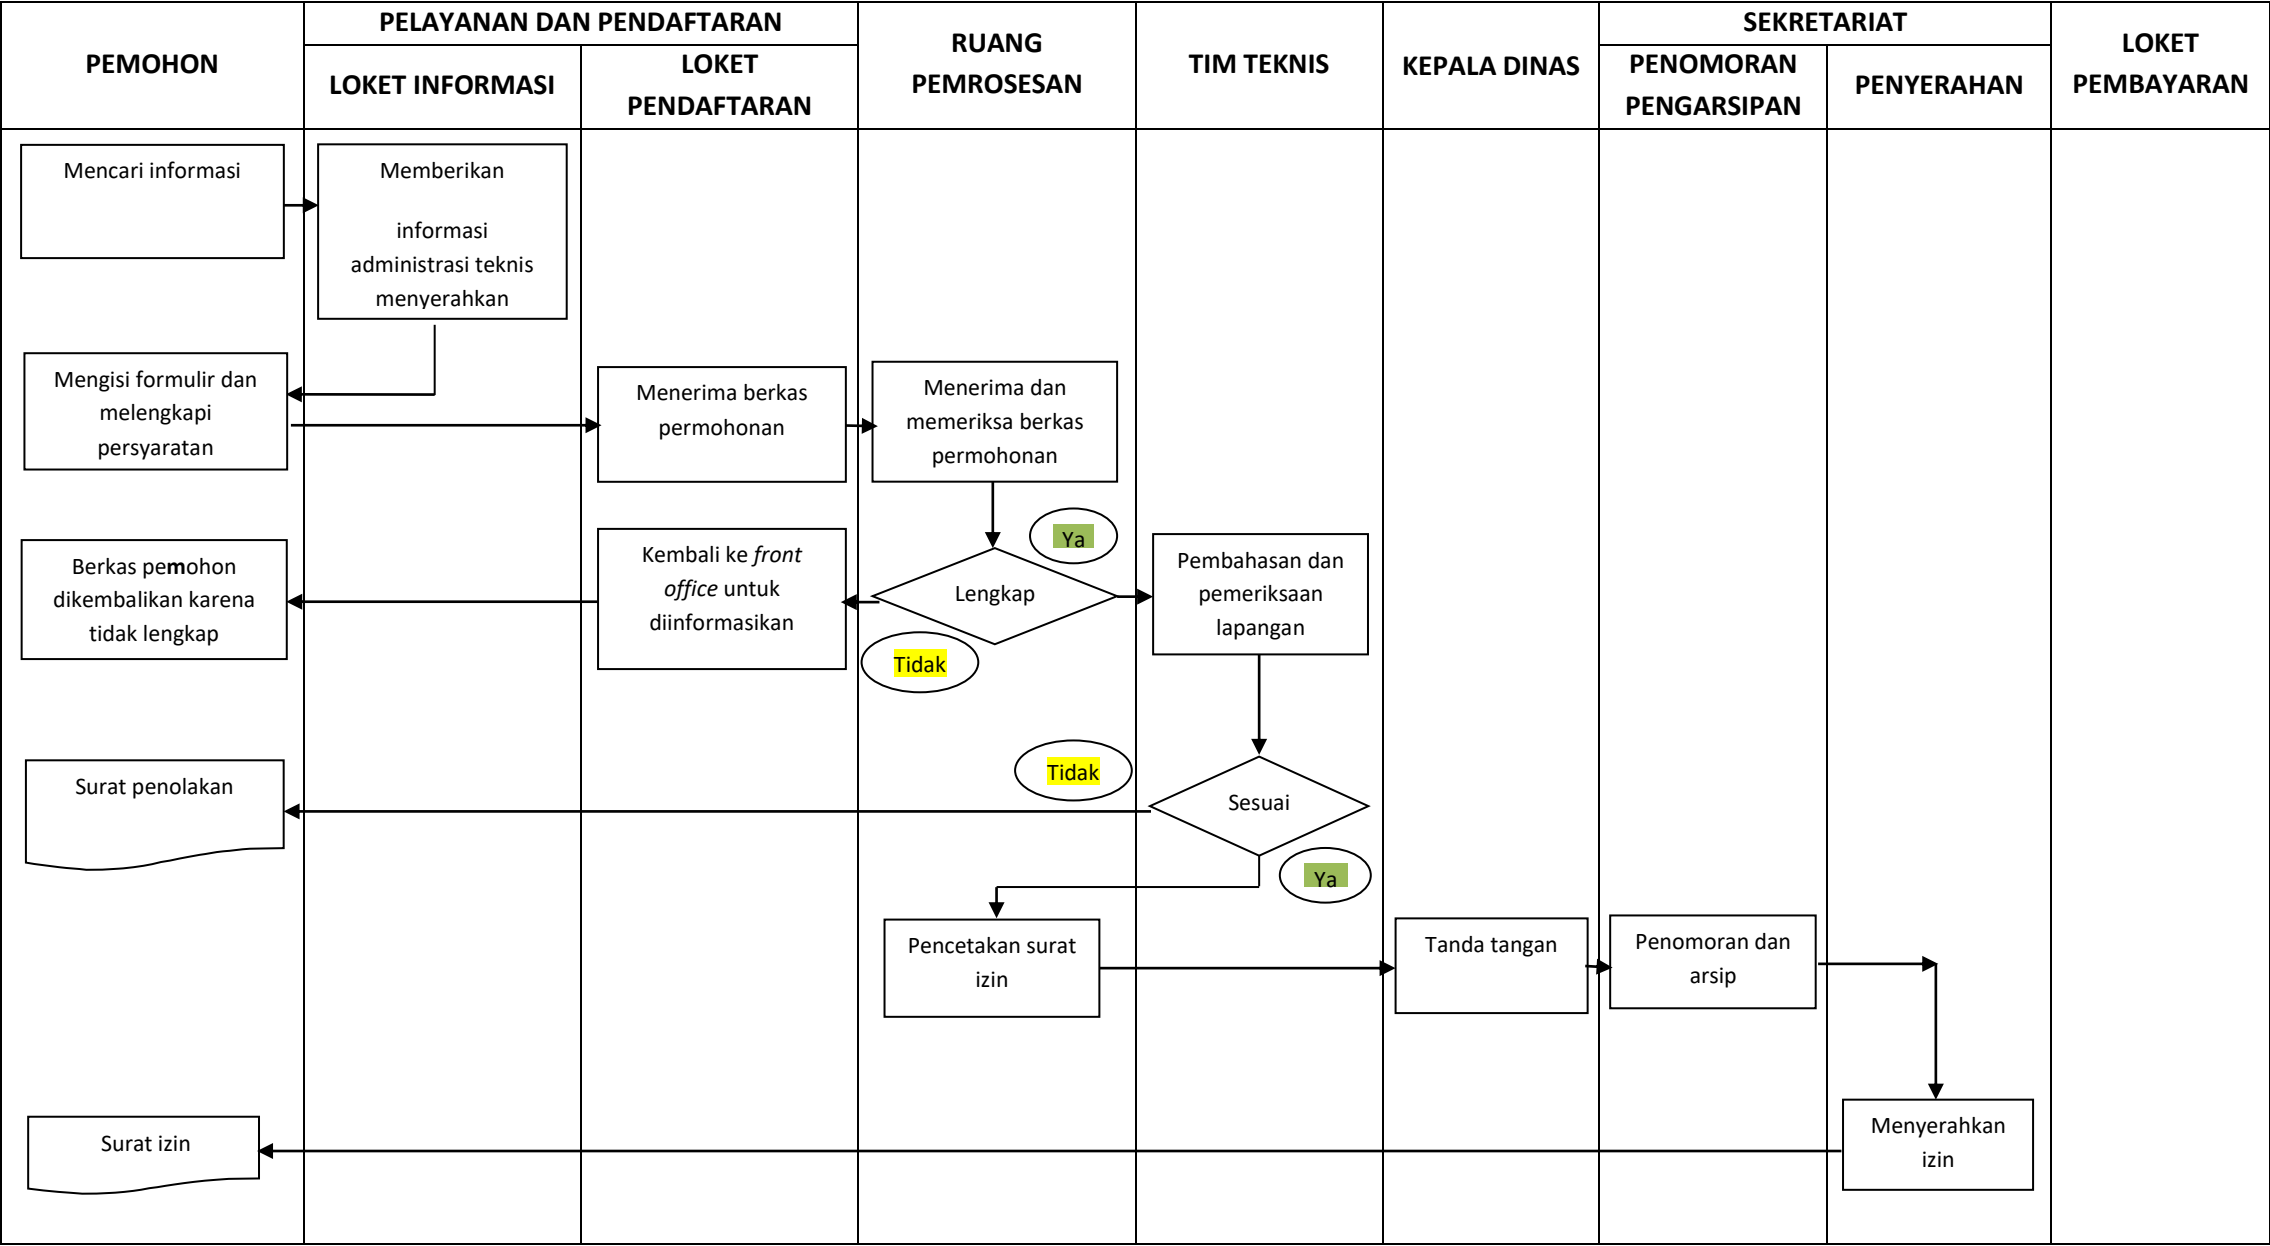 PEMOHON
PELAYANAN DAN PENDAFTARAN
LOKET INFORMASI
LOKET
PENDAFTARAN
RUANG
PEMROSESAN
TIM TEKNIS
KEPALA DINAS
SEKRETARIAT
PENOMORAN
PENGARSIPAN
PENYERAHAN
LOKET
PEMBAYARAN
Mencari informasi
Memberikan
informasi
administrasi teknis
menyerahkan
Mengisi formulir dan
melengkapi
persyaratan
Menerima berkas
permohonan
Menerima dan
memeriksa berkas
permohonan
Ya
Berkas pemohon
dikembalikan karena
tidak lengkap
Kembali ke front
office untuk
diinformasikan
Lengkap
Pembahasan dan
pemeriksaan
lapangan
Tidak
Surat penolakan
Tidak
Sesuai
Ya
Pencetakan surat
izin
Tanda tangan
Penomoran dan
arsip
Surat izin
Menyerahkan
izin